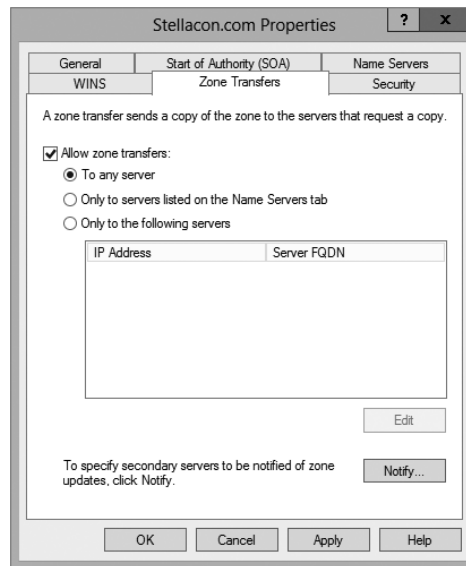 Stellacon.com Properties
? x
General Start of Authority (SOA) Name Servers
WINS Zone Transfers Security
A zone transfer sends a copy of the zone to the servers that request a copy.
Allow zone transfers:
To any server
Only to servers listed on the Name Servers tab
Only to the following servers
IP Address Server FQDN
Edit
To specify secondary servers to be notified of zone
updates, click Notify.
Notify...
OK Cancel Apply Help